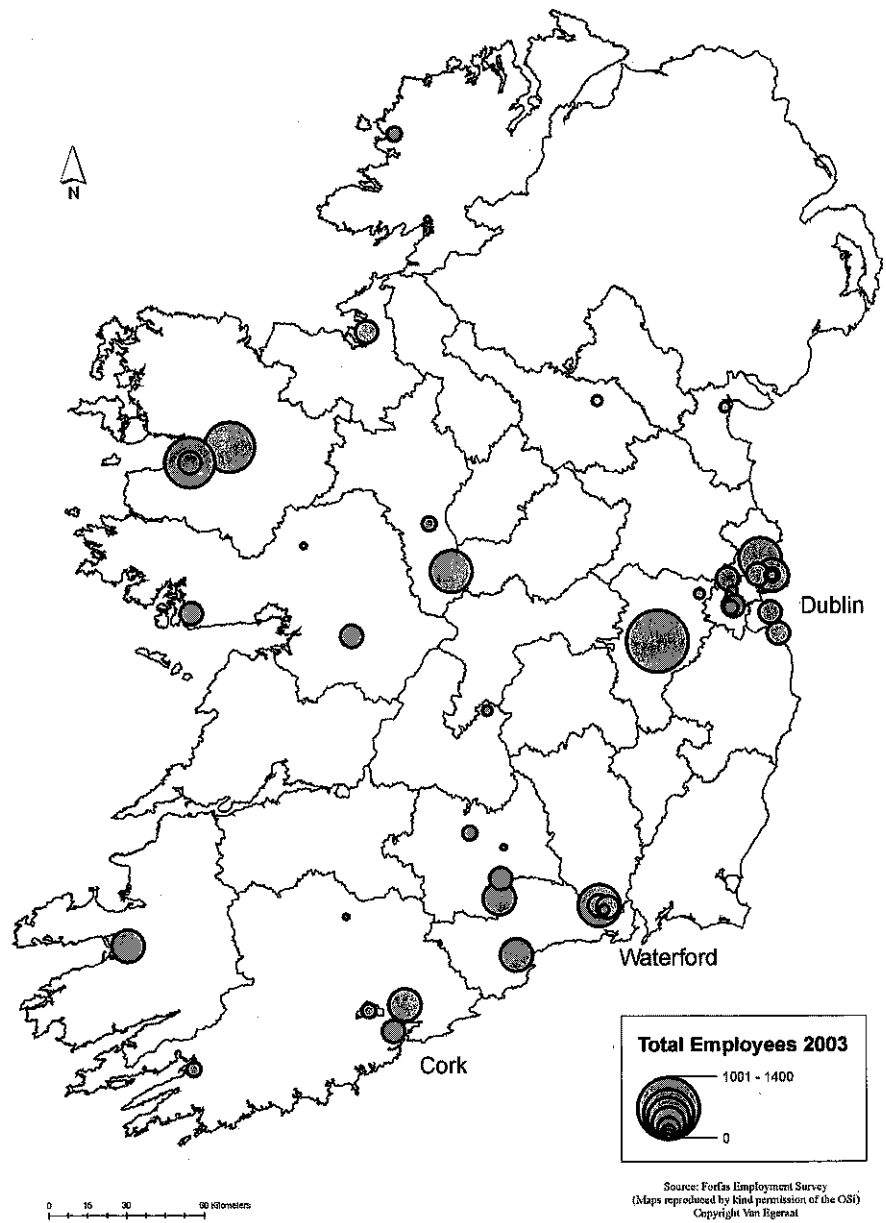 N
Dublin
Waterford
Cork
Total Employees 2003
1001 - 1400
0
0 15 30 60 Kilometers
Source: Forfas Employment Survey
(Maps reproduced by kind permission of the OSi)
Copyright Van Egeraat